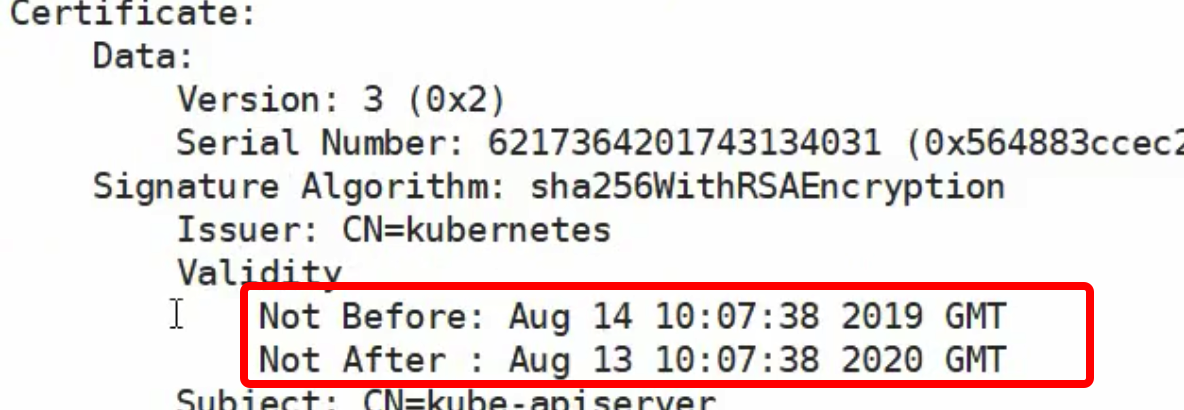 Certificate:
Data:
Version: 3 (0x2)
Serial Number: 6217364201743134031 (0x564883ccec2
Signature Algorithm: sha256WithRSAEncryption
Issuer: CN=kubernetes
Validity
Not Before: Aug 14 10:07:38 2019 GMT
Not After : Aug 13 10:07:38 2020 GMT
Subject: CN=kube-apiserver